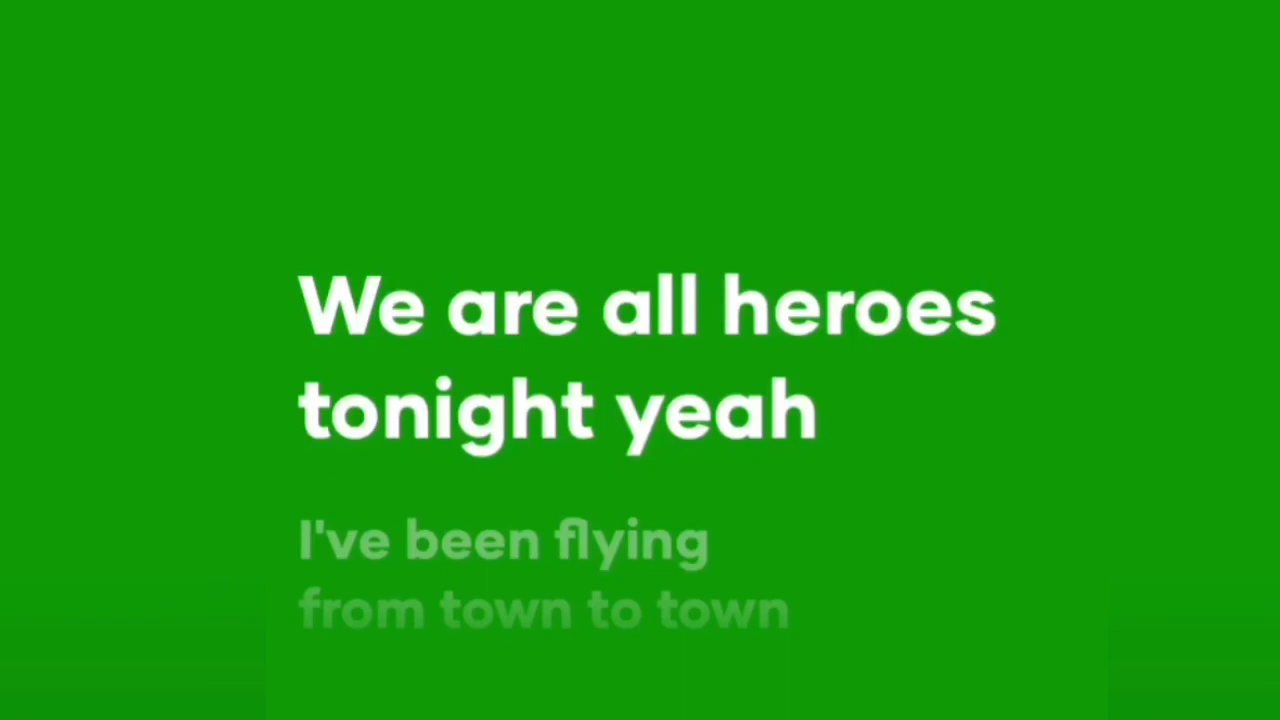 We are all heroes
tonight yeah
I've been flying
from town to town